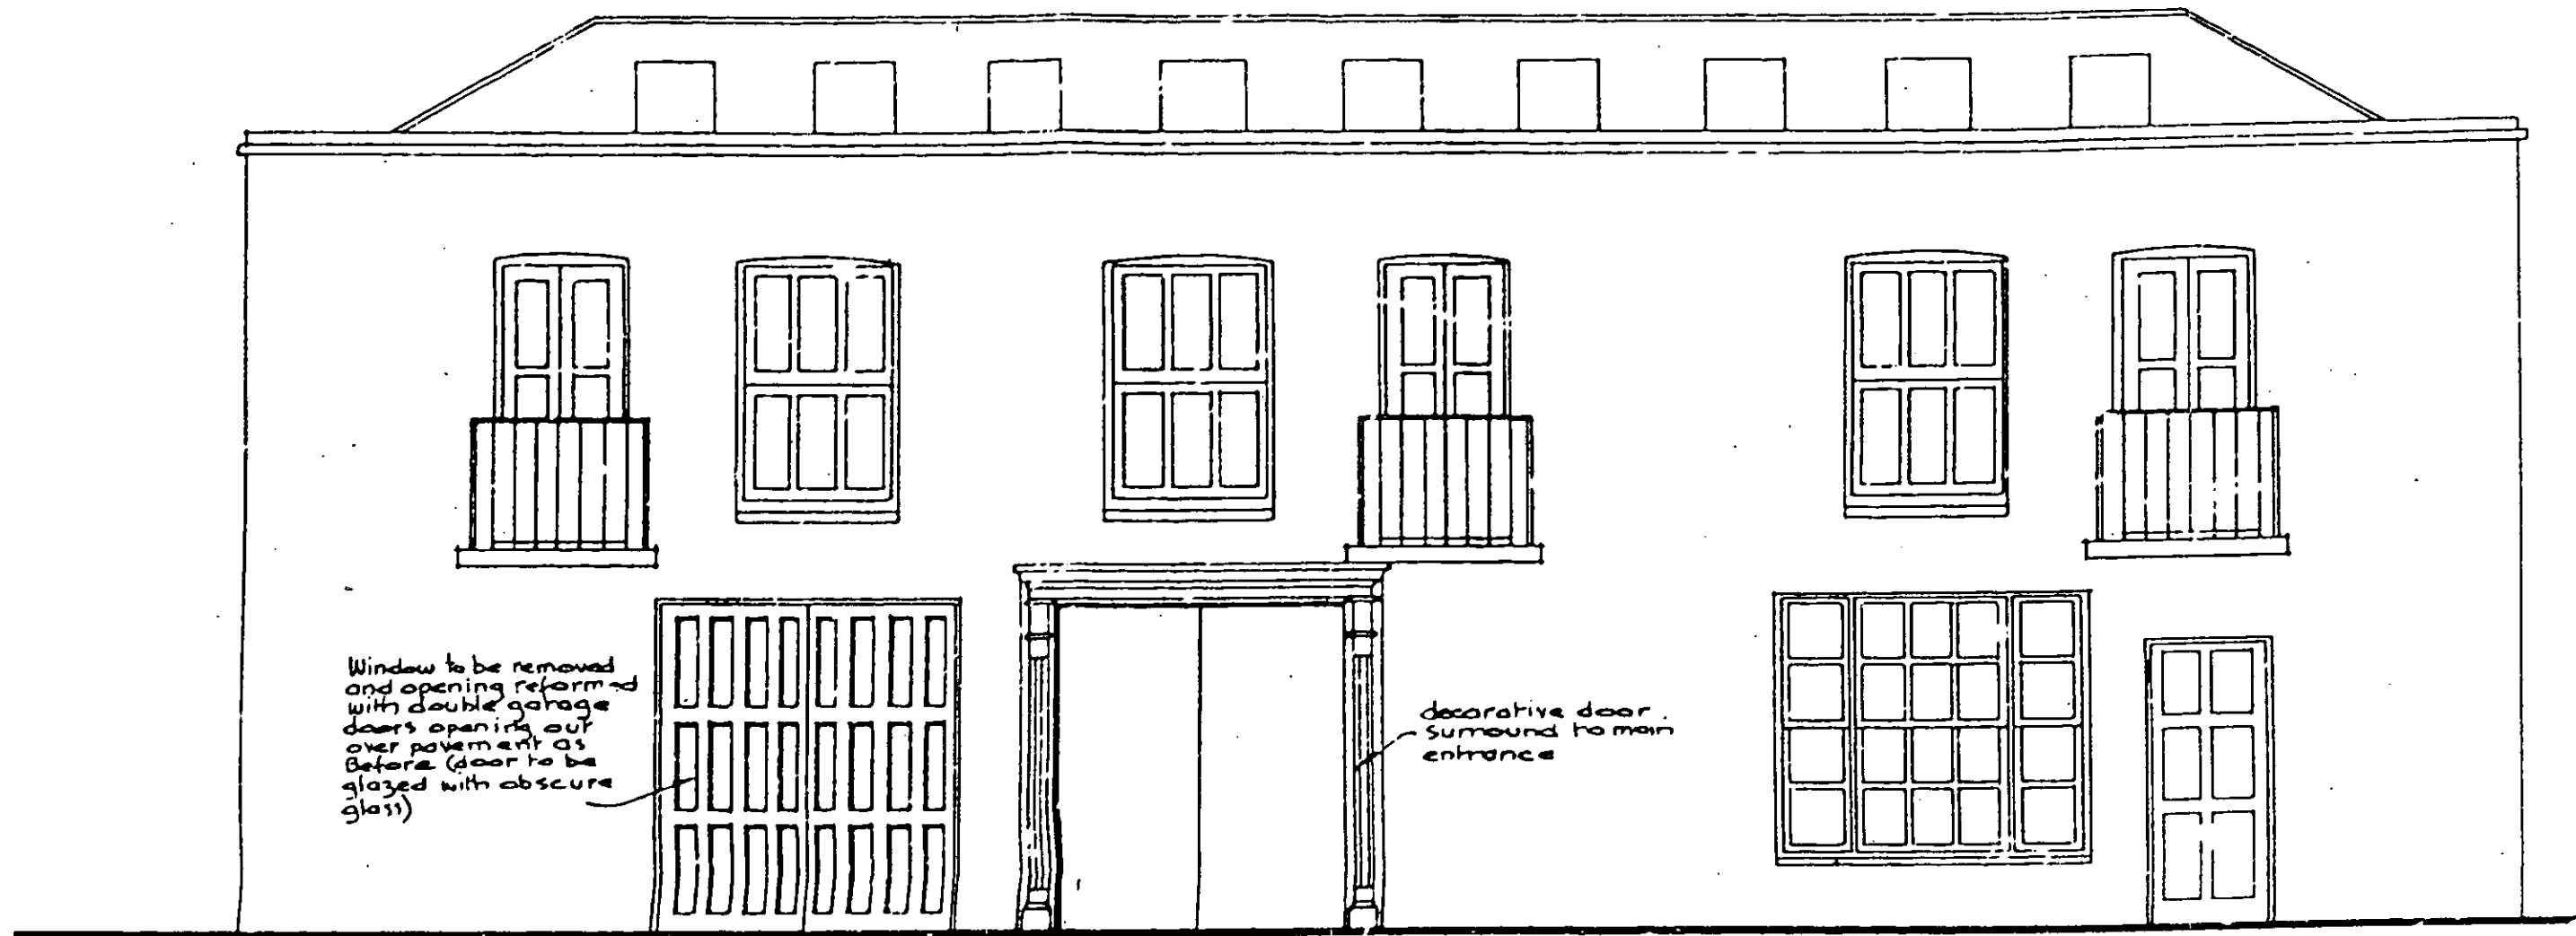 Window to be removed
and opening reformed
with double garage
doors opening out
over pavement as
Before (door to be
glazed with obscure
glass)
decorative door
surround to main
entrance